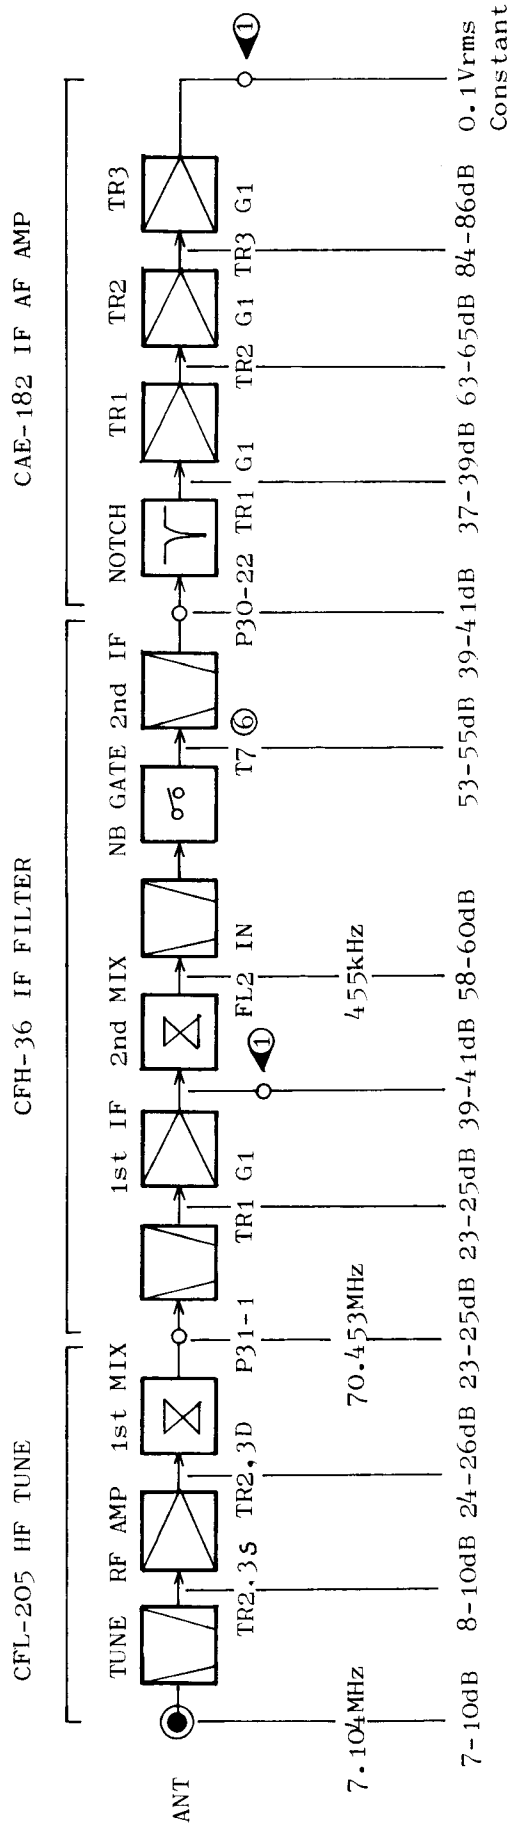 CFL-205 HF TUNE
CFH-36 IF FILTER
CAE-182 IF AF AMP
TUNE RF AMP 1st MIX 1st IF 2nd MIX NB GATE 2nd IF NOTCH TR1 TR2 TR3
ANT
1
TR2,3S TR2,3D P31-1 TR1 G1 FL2 IN T7 6 P30-22 TR1 G1 TR2 G1 TR3 G1
1
7.104MHz 70.453MHz 455kHz
7-10dB 8-10dB 24-26dB 23-25dB 23-25dB 39-41dB 58-60dB 53-55dB 39-41dB 37-39dB 63-65dB 84-86dB 0.1Vrms
Constant